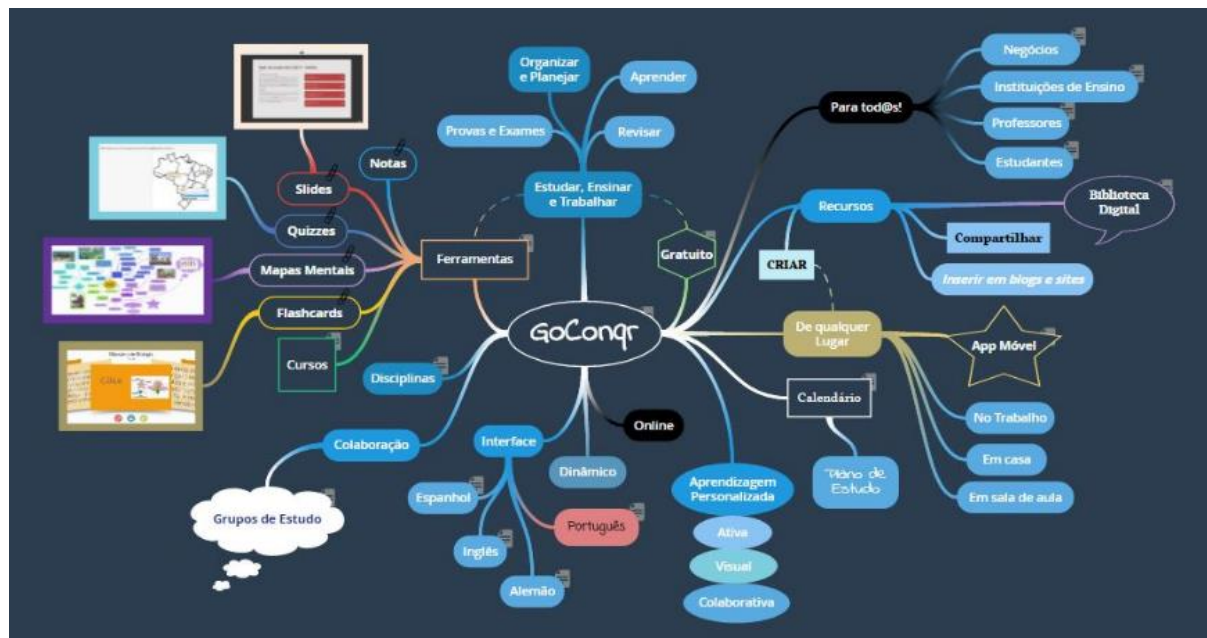 GoConqr
Estudar, Ensinar
e Trabalhar
Organizar
e Planejar
Aprender
Provas e Exames
Revisar
Gratuito
Para tod@s!
Negócios
Instituições de Ensino
Professores
Estudantes
Recursos
Biblioteca
Digital
Compartilhar
Inserir em blogs e sites
CRIAR
De qualquer
Lugar
App Móvel
No Trabalho
Em casa
Em sala de aula
Calendário
Plano de
Estudo
Aprendizagem
Personalizada
Ativa
Visual
Colaborativa
Online
Dinâmico
Interface
Espanhol
Português
Inglês
Alemão
Colaboração
Grupos de Estudo
Disciplinas
Ferramentas
Notas
Slides
Quizzes
Mapas Mentais
Flashcards
Cursos